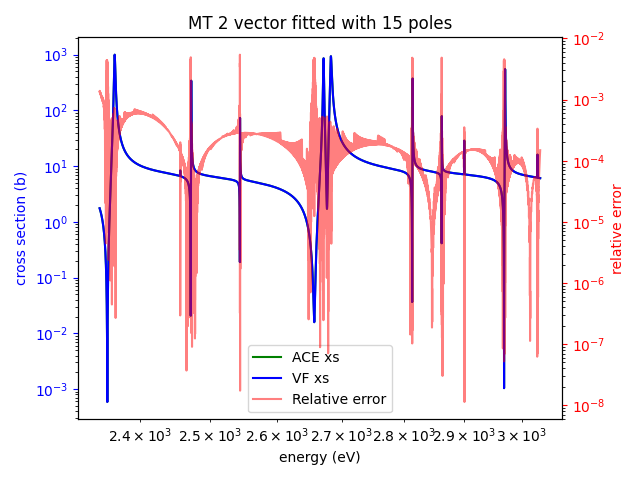 MT 2 vector fitted with 15 poles
cross section (b)
10³
10²
10¹
10⁰
10⁻¹
10⁻²
10⁻³
10⁻²
10⁻³
10⁻⁴
10⁻⁵
10⁻⁶
10⁻⁷
10⁻⁸
relative error
ACE xs
VF xs
Relative error
2.4 × 10³ 2.5 × 10³ 2.6 × 10³ 2.7 × 10³ 2.8 × 10³ 2.9 × 10³ 3 × 10³
energy (eV)